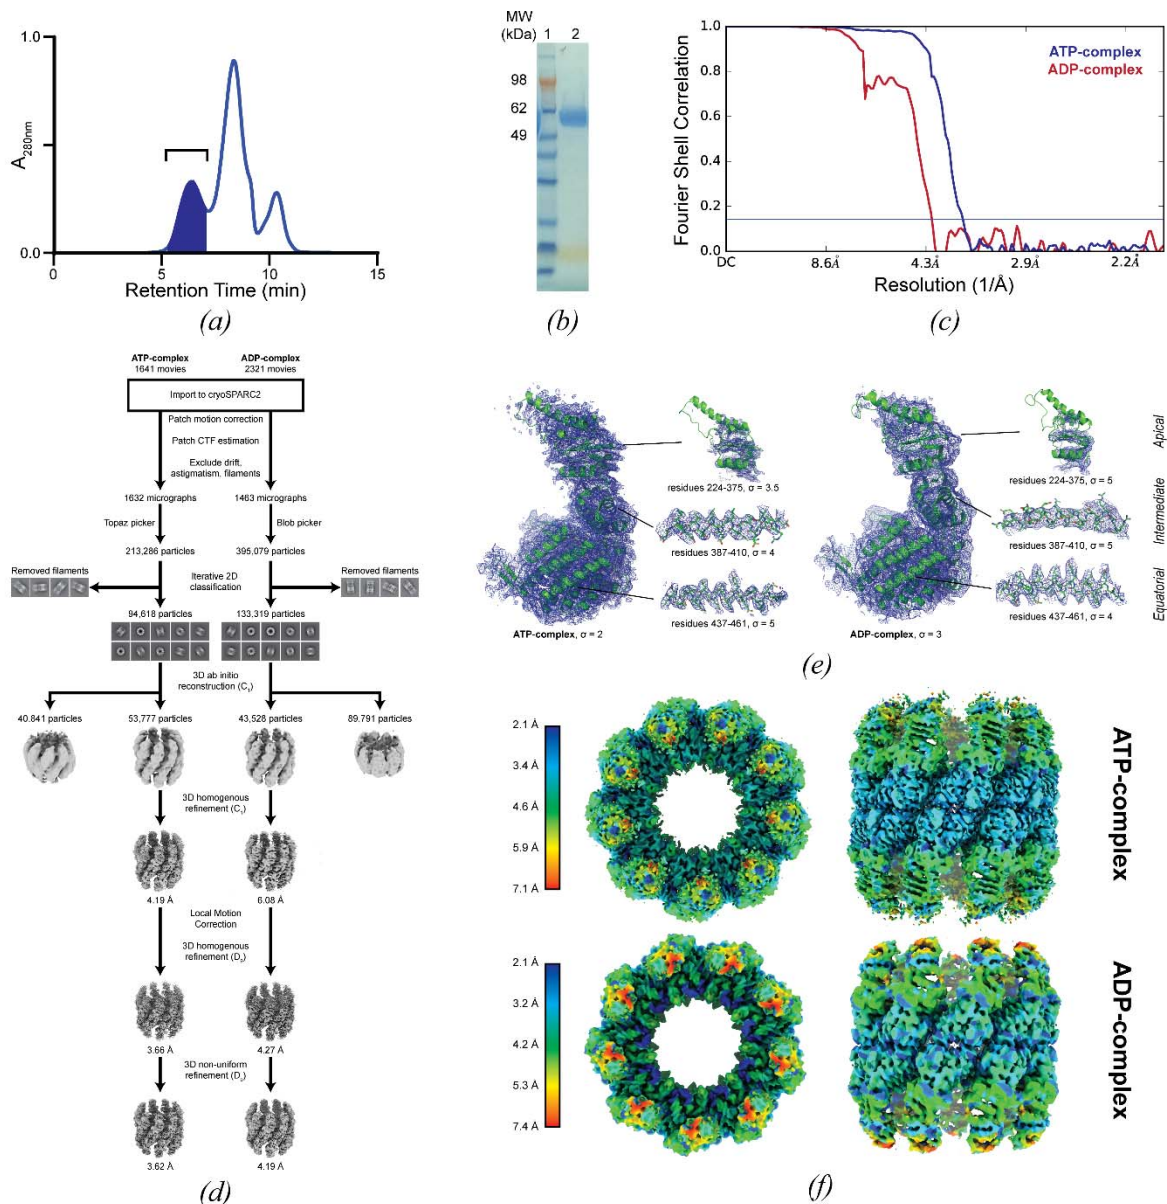 1.0
A280nm
0.0
0
5
10
15
Retention Time (min)
(a)
MW
(kDa)
1
2
98
62
49
(b)
1.0
0.8
0.6
0.4
0.2
0.0
Fourier Shell Correlation
ATP-complex
ADP-complex
DC
8.6Å
4.3Å
2.9Å
2.2Å
Resolution (1/Å)
(c)
ATP-complex
1641 movies
ADP-complex
2321 movies
Import to cryoSPARC2
Patch motion correction
Patch CTF estimation
Exclude drift,
astigmatism, filaments
1632 micrographs
1463 micrographs
Topaz picker
Blob picker
213,286 particles
395,079 particles
Removed filaments
Iterative 2D
classification
Removed filaments
94,618 particles
133,319 particles
3D ab initio
reconstruction (C1)
40.841 particles
53,777 particles
43,528 particles
89.791 particles
3D homogenous
refinement (C1)
4.19 Å
6.08 Å
Local Motion
Correction
3D homogenous
3.66 Å
4.27 Å
3D non-uniform
3.62 Å
4.19 Å
(d)
residues 224-375, σ = 3.5
residues 387-410, σ = 4
residues 437-461, σ = 5
ATP-complex, σ = 2
residues 224-375, σ = 5
residues 387-410, σ = 5
residues 437-461, σ = 4
ADP-complex, σ = 3
Apical
Intermediate
Equatorial
(e)
2.1 Å
3.4 Å
4.6 Å
5.9 Å
7.1 Å
ATP-complex
2.1 Å
3.2 Å
4.2 Å
5.3 Å
7.4 Å
ADP-complex
(f)